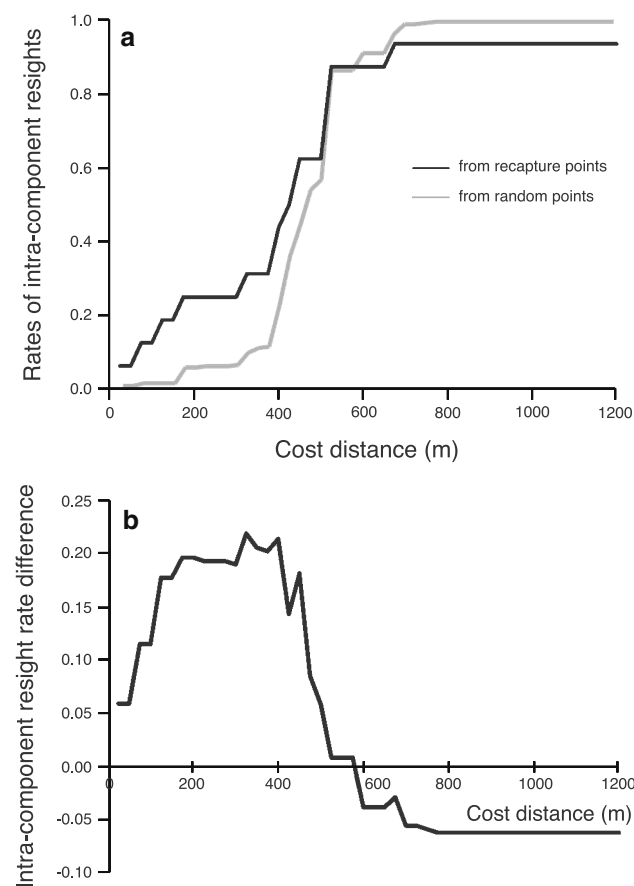 a
Rates of intra-component resights
1.0
0.8
0.6
0.4
0.2
0.0
from recapture points
from random points
0 200 400 600 800 1000 1200
Cost distance (m)
b
Intra-component resight rate difference
0.25
0.20
0.15
0.10
0.05
0.00
-0.05
-0.10
0 200 400 600 800 1000 1200
Cost distance (m)